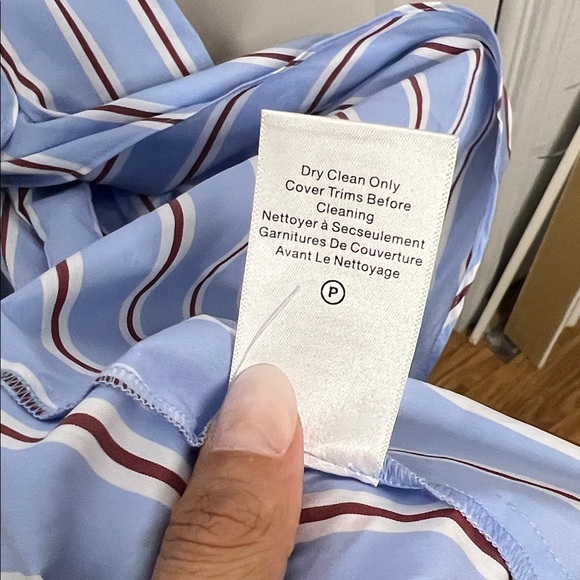 Dry Clean Only
Cover Trims Before
Cleaning
Nettoyer à Secseulement
Garnitures De Couverture
Avant Le Nettoyage
P